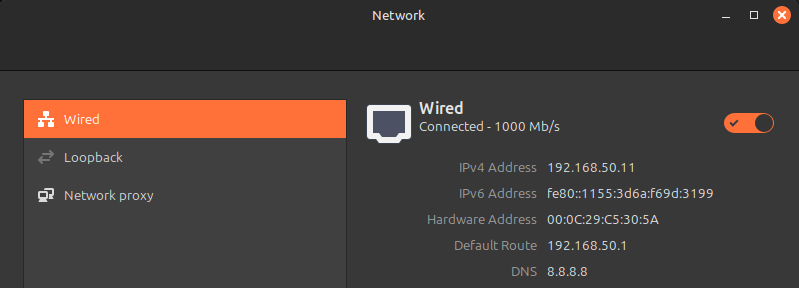 Network
Wired
Loopback
Network proxy
Wired
Connected - 1000 Mb/s
IPv4 Address 192.168.50.11
IPv6 Address fe80::1155:3d6a:f69d:3199
Hardware Address 00:0C:29:C5:30:5A
Default Route 192.168.50.1
DNS 8.8.8.8